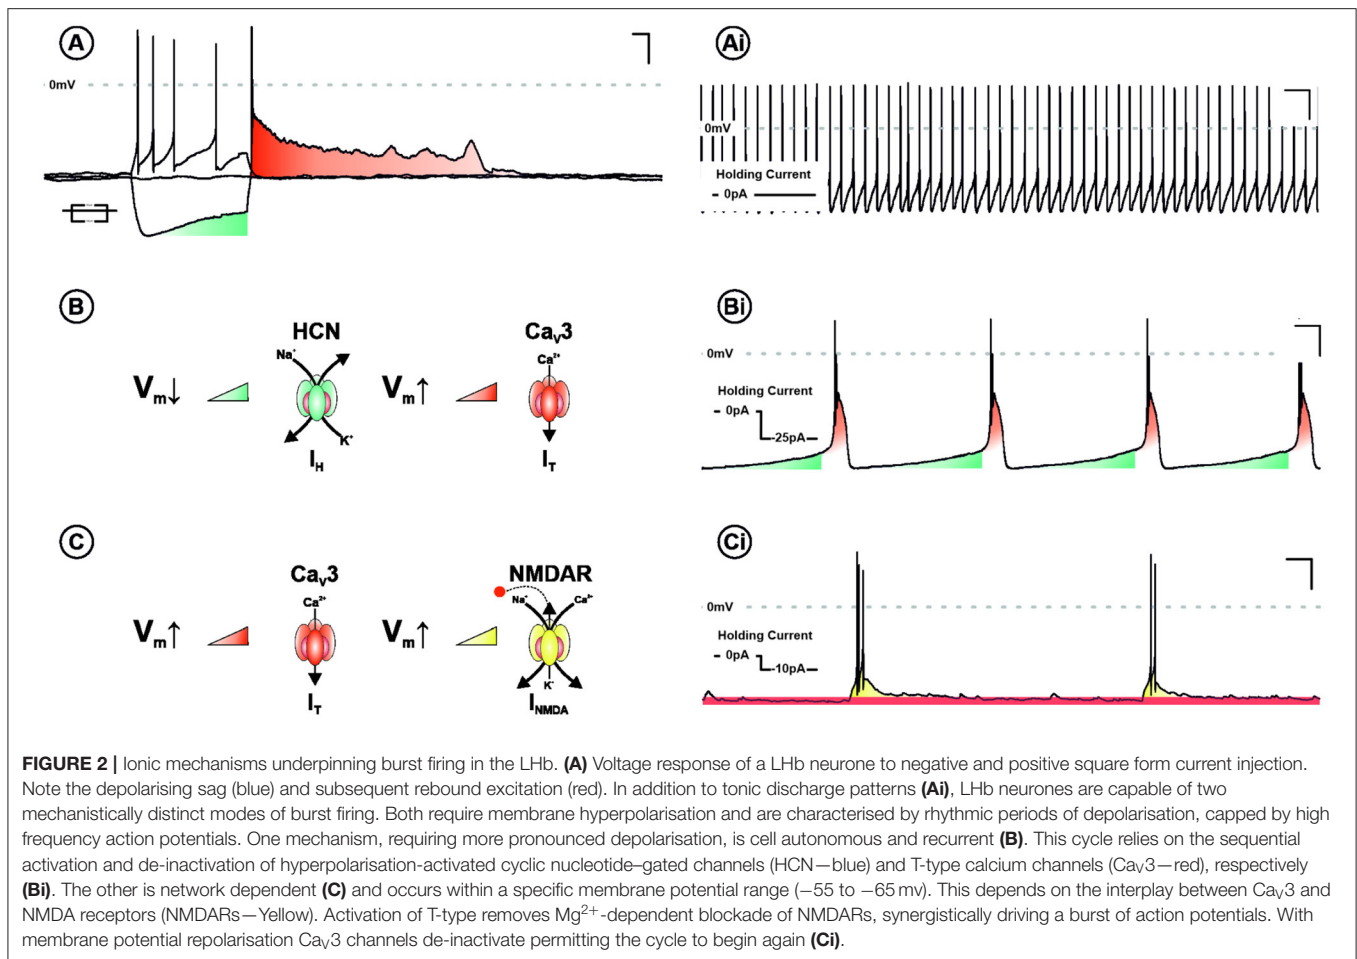 A
0mV
Ai
0mV
Holding Current
0pA
B
HCN
Na⁺
K⁺
Vm↓
IH
CaV3
Ca²⁺
Vm↑
IT
Bi
0mV
Holding Current
0pA
-25pA
C
CaV3
Ca²⁺
Vm↑
IT
NMDAR
Na⁺
Ca²⁺
Vm↑
K⁺
INMDA
Ci
0mV
Holding Current
0pA
-10pA
FIGURE 2 | Ionic mechanisms underpinning burst firing in the LHb. (A) Voltage response of a LHb neurone to negative and positive square form current injection.
Note the depolarising sag (blue) and subsequent rebound excitation (red). In addition to tonic discharge patterns (Ai), LHb neurones are capable of two
mechanistically distinct modes of burst firing. Both require membrane hyperpolarisation and are characterised by rhythmic periods of depolarisation, capped by high
frequency action potentials. One mechanism, requiring more pronounced depolarisation, is cell autonomous and recurrent (B). This cycle relies on the sequential
activation and de-inactivation of hyperpolarisation-activated cyclic nucleotide–gated channels (HCN—blue) and T-type calcium channels (CaV3—red), respectively
(Bi). The other is network dependent (C) and occurs within a specific membrane potential range (−55 to −65 mv). This depends on the interplay between CaV3 and
NMDA receptors (NMDARs—Yellow). Activation of T-type removes Mg²⁺-dependent blockade of NMDARs, synergistically driving a burst of action potentials. With
membrane potential repolarisation CaV3 channels de-inactivate permitting the cycle to begin again (Ci).